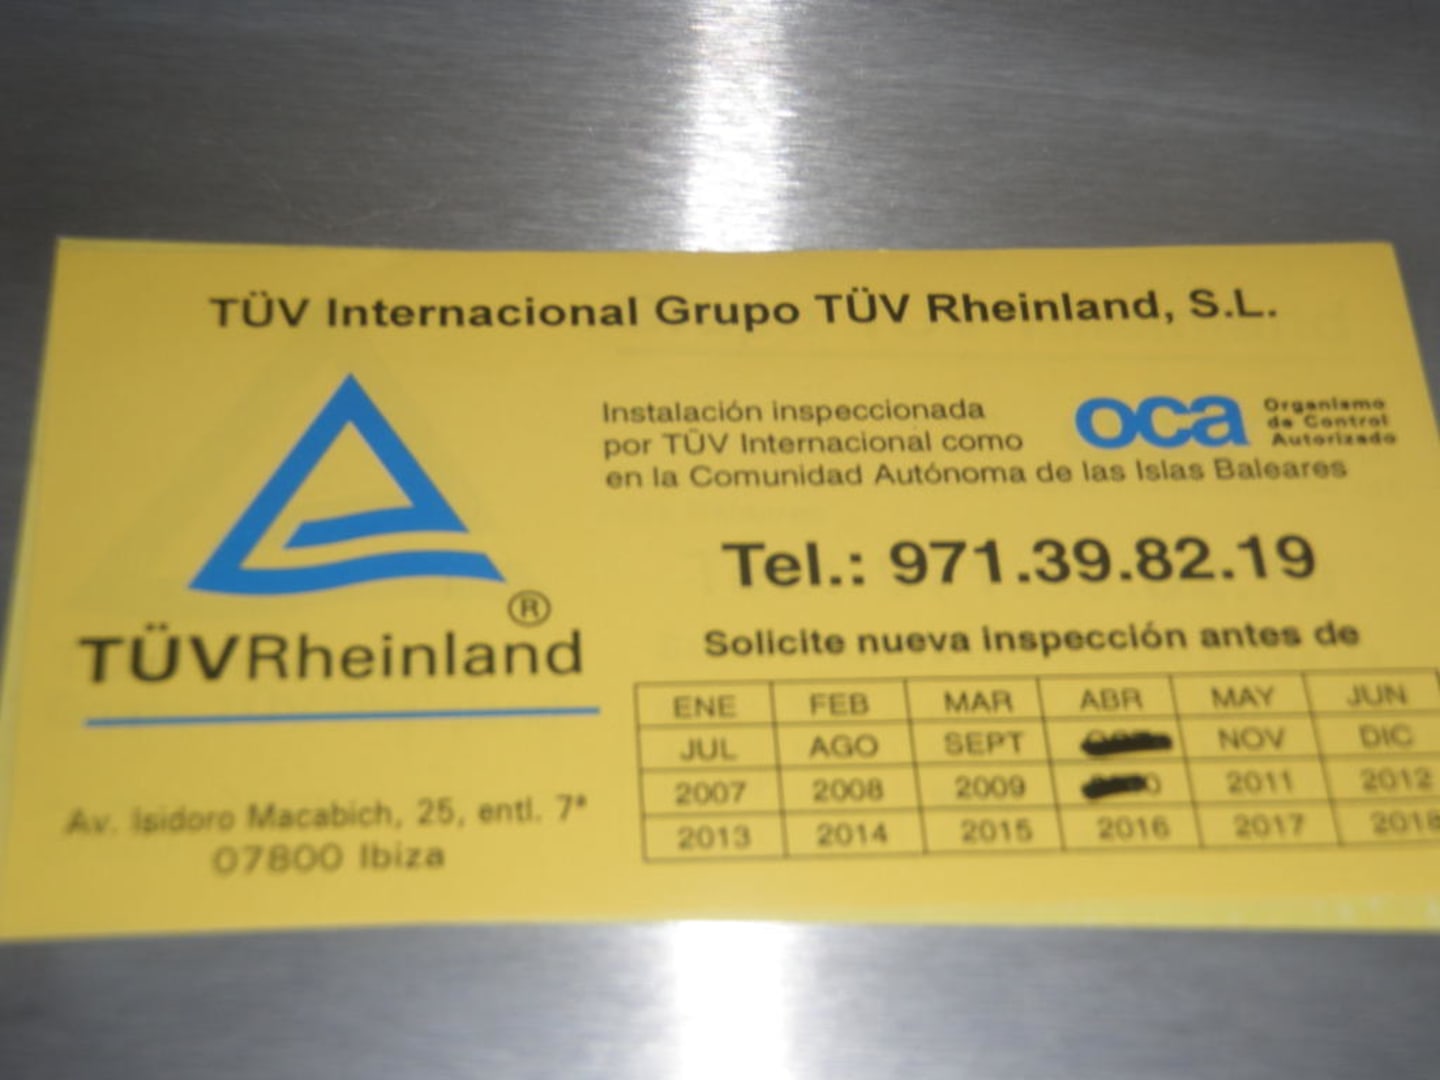 TÜV Internacional Grupo TÜV Rheinland, S.L.
Instalación inspeccionada
por TÜV Internacional como
en la Comunidad Autónoma de las Islas Baleares
oca
Organismo
de Control
Autorizado
Tel.: 971.39.82.19
®
TÜVRheinland
Solicite nueva inspección antes de
ENE FEB MAR ABR MAY JUN
JUL AGO SEPT NOV DIC
2007 2008 2009 2011 2012
2013 2014 2015 2016 2017 2018
Av. Isidoro Macabich, 25, entl. 7ª
07800 Ibiza